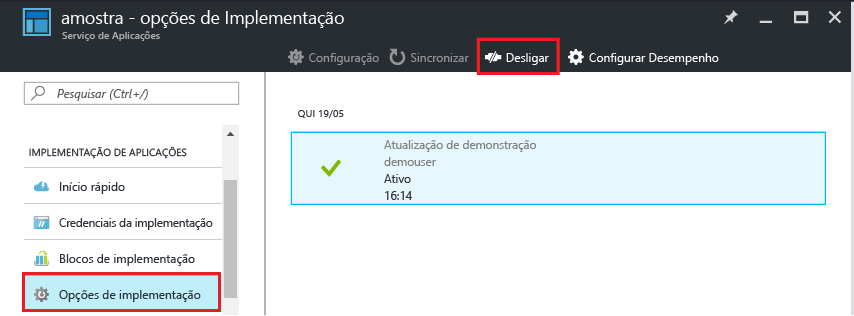 amostra - opções de Implementação
Serviço de Aplicações
Configuração Sincronizar Desligar Configurar Desempenho
Pesquisar (Ctrl+/)
IMPLEMENTAÇÃO DE APLICAÇÕES
Início rápido
Credenciais da implementação
Blocos de implementação
Opções de implementação
QUI 19/05
Atualização de demonstração
demouser
Ativo
16:14